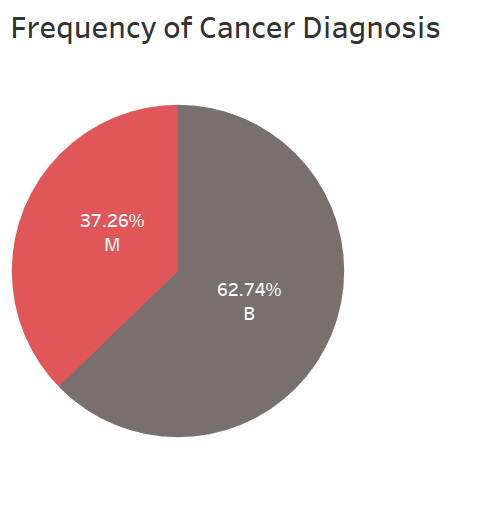 Frequency of Cancer Diagnosis
37.26%
M
62.74%
B